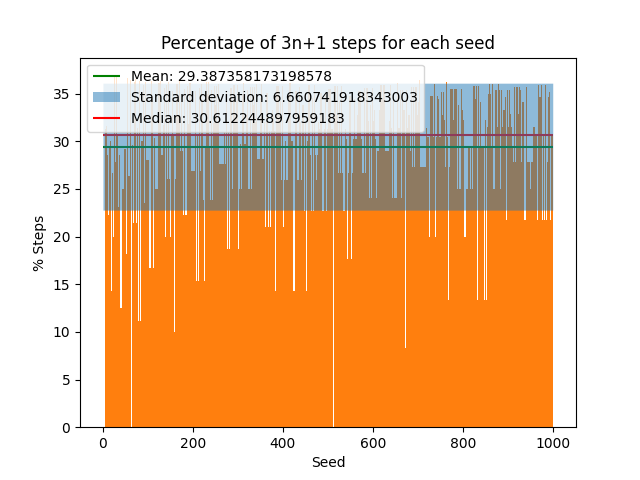 Percentage of 3n+1 steps for each seed
Mean: 29.387358173198578
Standard deviation: 6.660741918343003
Median: 30.612244897959183
35
30
25
20
15
10
5
0
% Steps
0 200 400 600 800 1000
Seed